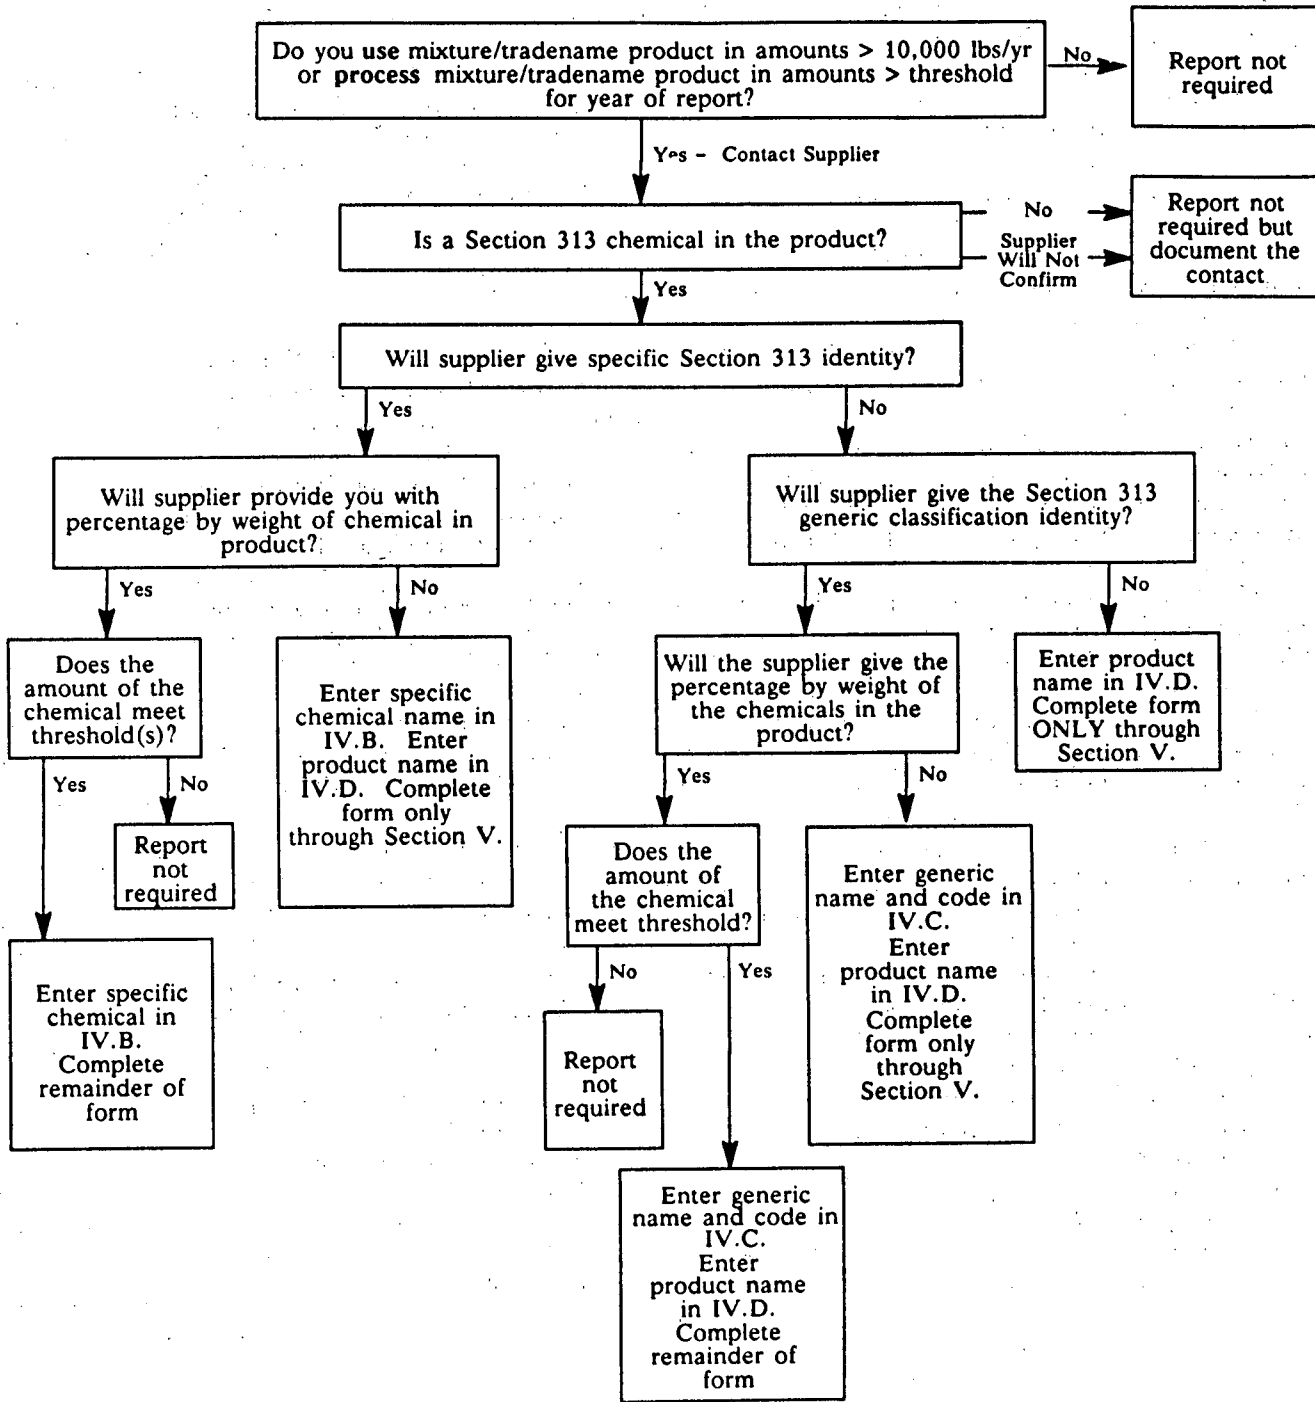 Do you use mixture/tradename product in amounts > 10,000 lbs/yr
or process mixture/tradename product in amounts > threshold
for year of report?
No
Report not
required
Yes - Contact Supplier
Is a Section 313 chemical in the product?
No
Supplier
Will Not
Confirm
Report not
required but
document the
contact
Yes
Will supplier give specific Section 313 identity?
Yes
No
Will supplier provide you with
percentage by weight of chemical in
product?
Will supplier give the Section 313
generic classification identity?
Yes
No
Yes
No
Does the
amount of the
chemical meet
threshold(s)?
Enter specific
chemical name in
IV.B. Enter
product name in
IV.D. Complete
form only
through Section V.
Will the supplier give the
percentage by weight of
the chemicals in the
product?
Enter product
name in IV.D.
Complete form
ONLY through
Section V.
Yes
No
Yes
No
Report
not
required
Does the
amount of
the chemical
meet threshold?
Enter generic
name and code in
IV.C.
Enter
product name
in IV.D.
Complete
form only
through
Section V.
Enter specific
chemical in
IV.B.
Complete
remainder of
form
No
Yes
Report
not
required
Enter generic
name and code in
IV.C.
Enter
product name
in IV.D.
Complete
remainder of
form